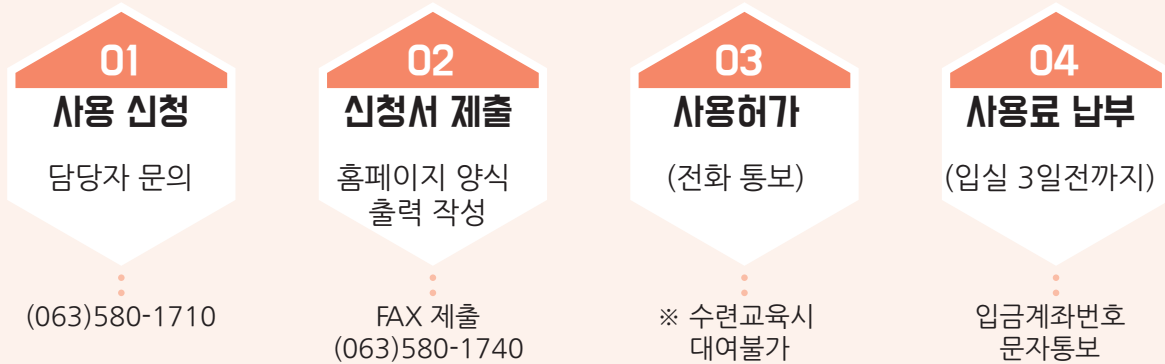 01
사용 신청
담당자 문의
(063)580-1710
02
신청서 제출
홈페이지 양식
출력 작성
FAX 제출
(063)580-1740
03
사용허가
(전화 통보)
※ 수련교육시
대여불가
04
사용료 납부
(입실 3일전까지)
입금계좌번호
문자통보